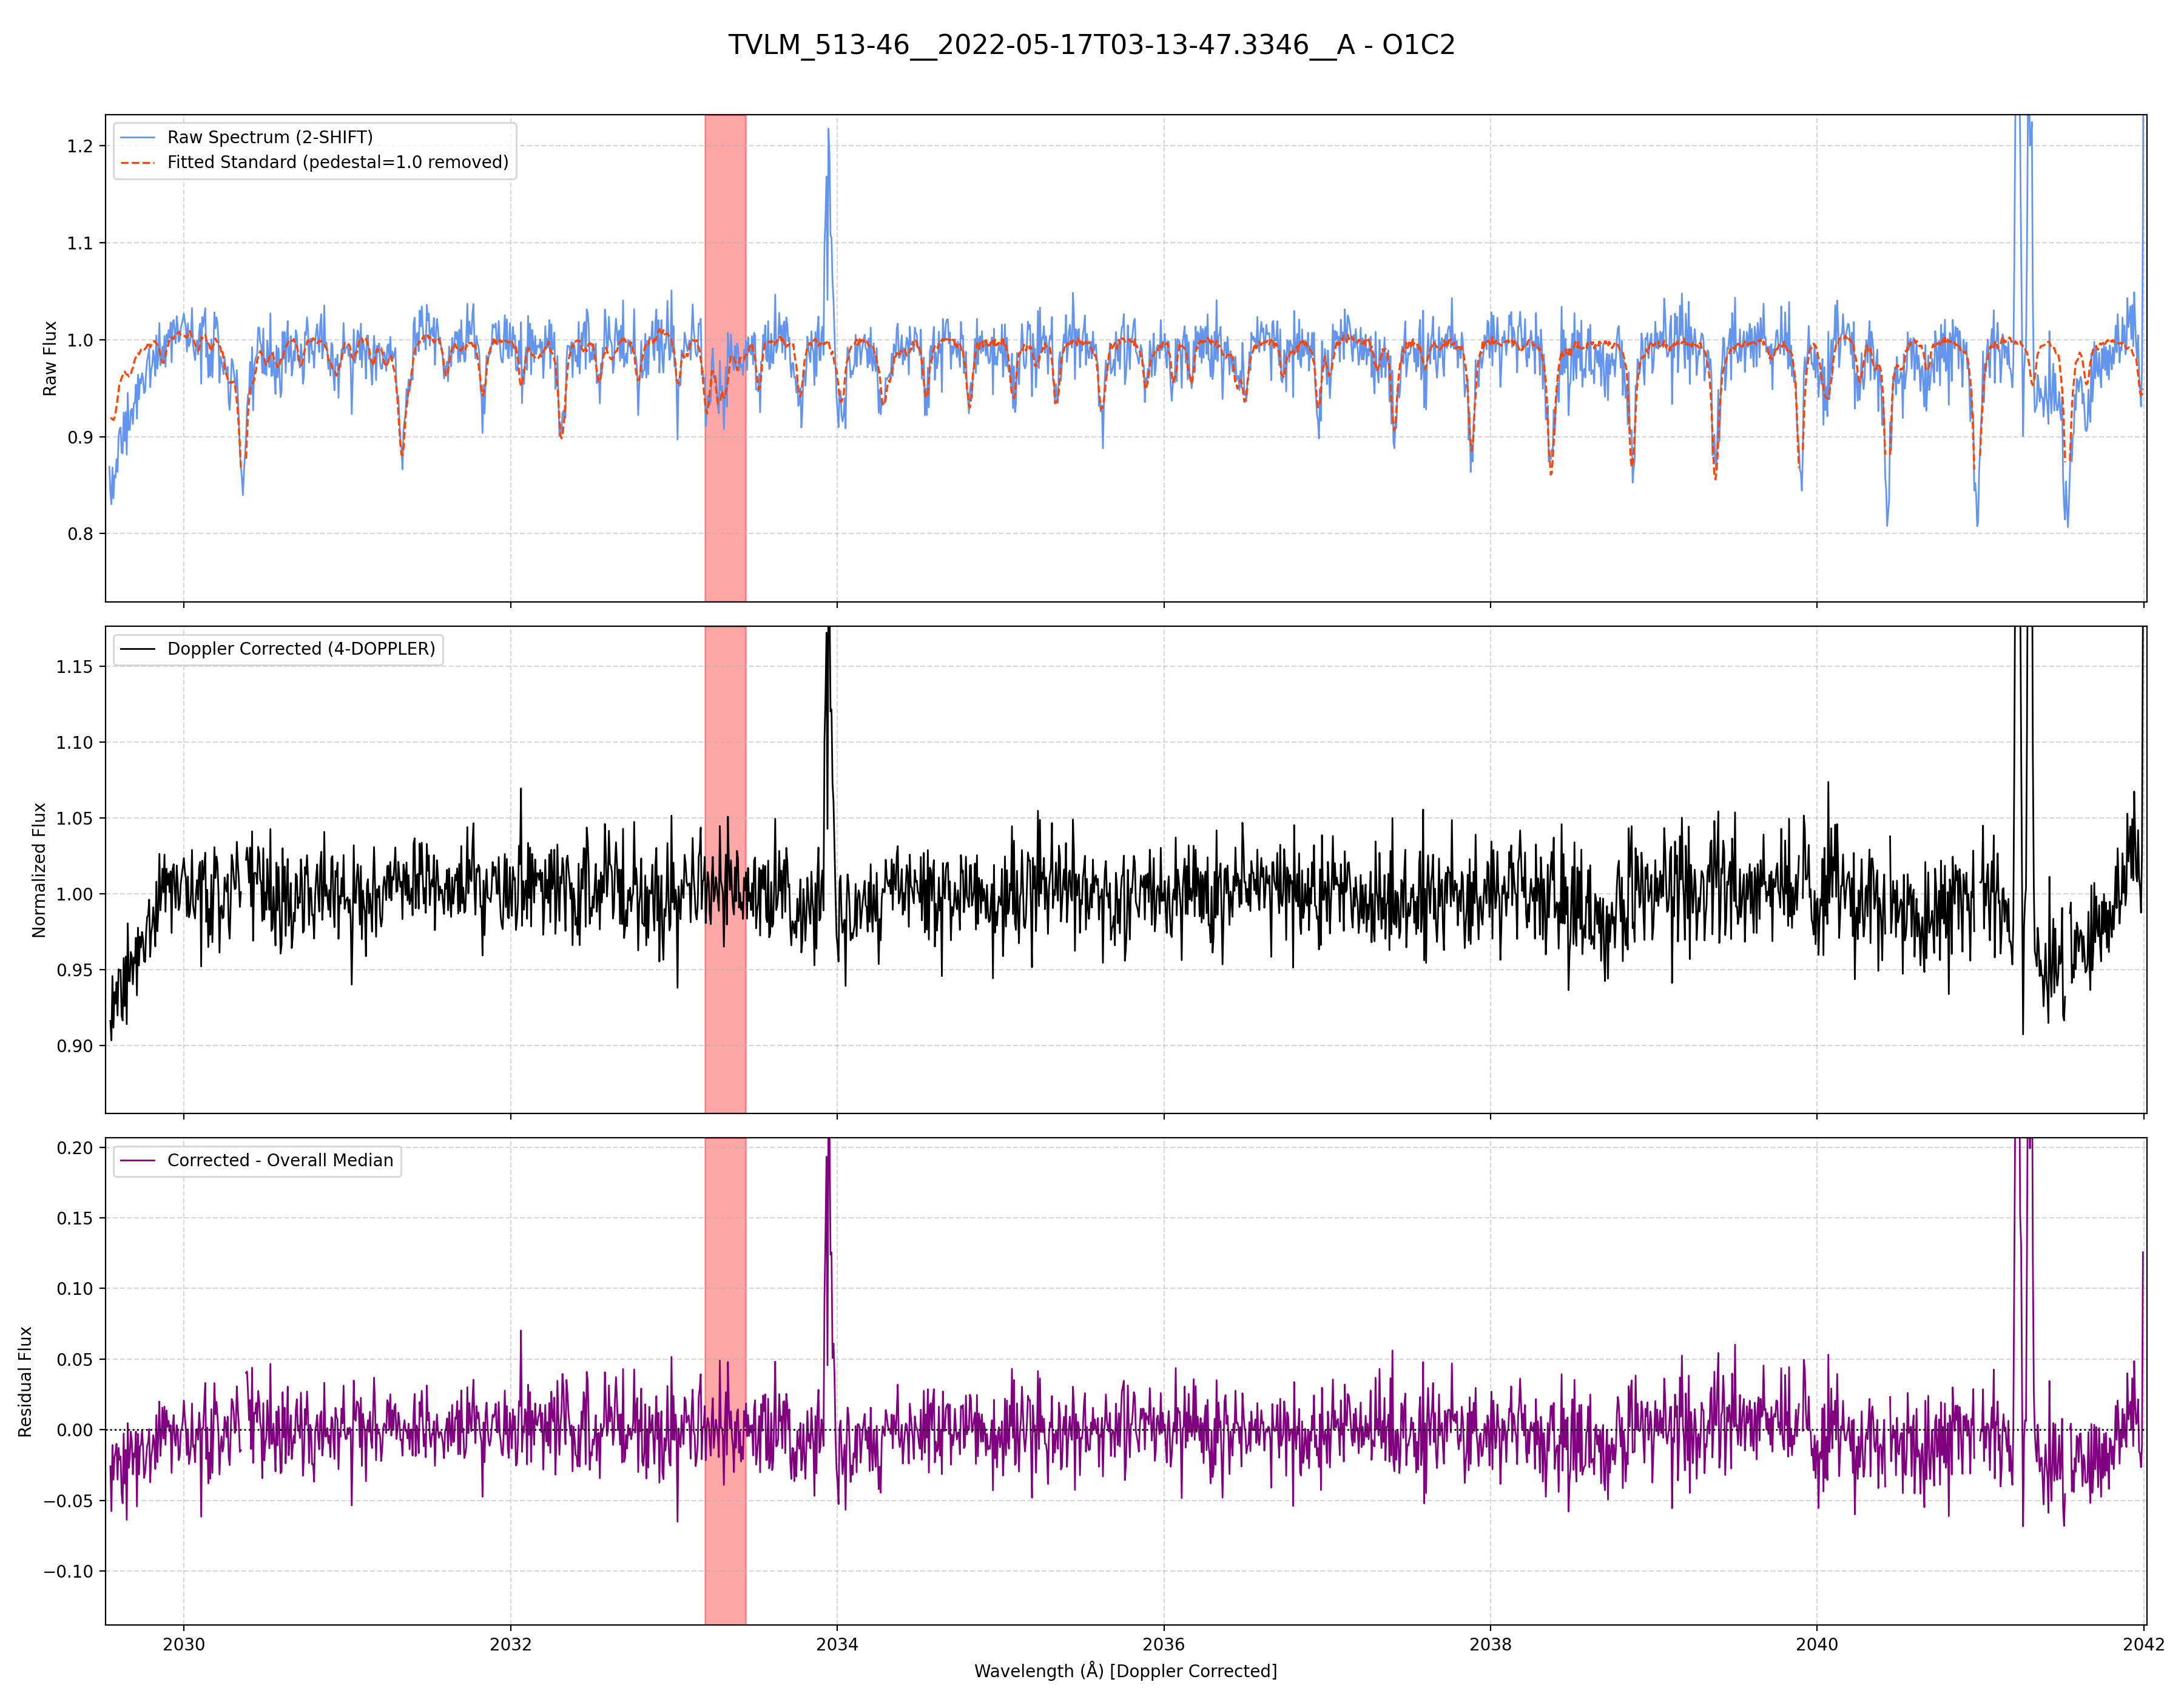 TVLM_513-46__2022-05-17T03-13-47.3346__A - O1C2
Raw Spectrum (2-SHIFT)
Fitted Standard (pedestal=1.0 removed)
Raw Flux
1.2
1.1
1.0
0.9
0.8
Doppler Corrected (4-DOPPLER)
Normalized Flux
1.15
1.10
1.05
1.00
0.95
0.90
Corrected - Overall Median
Residual Flux
0.20
0.15
0.10
0.05
0.00
−0.05
−0.10
2030 2032 2034 2036 2038 2040 2042
Wavelength (Å) [Doppler Corrected]